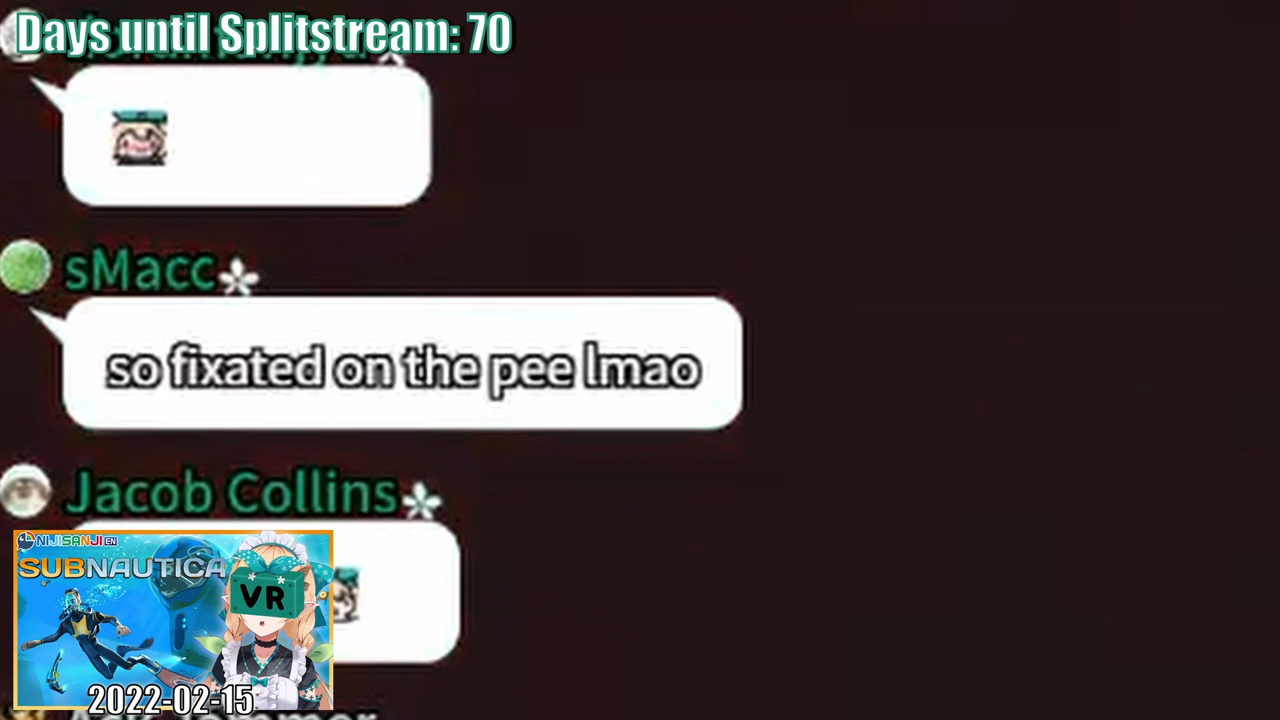 Days until Splitstream: 70
sMacc
so fixated on the pee lmao
Jacob Collins
NIJISANJI EN
SUBNAUTICA
VR
2022-02-15